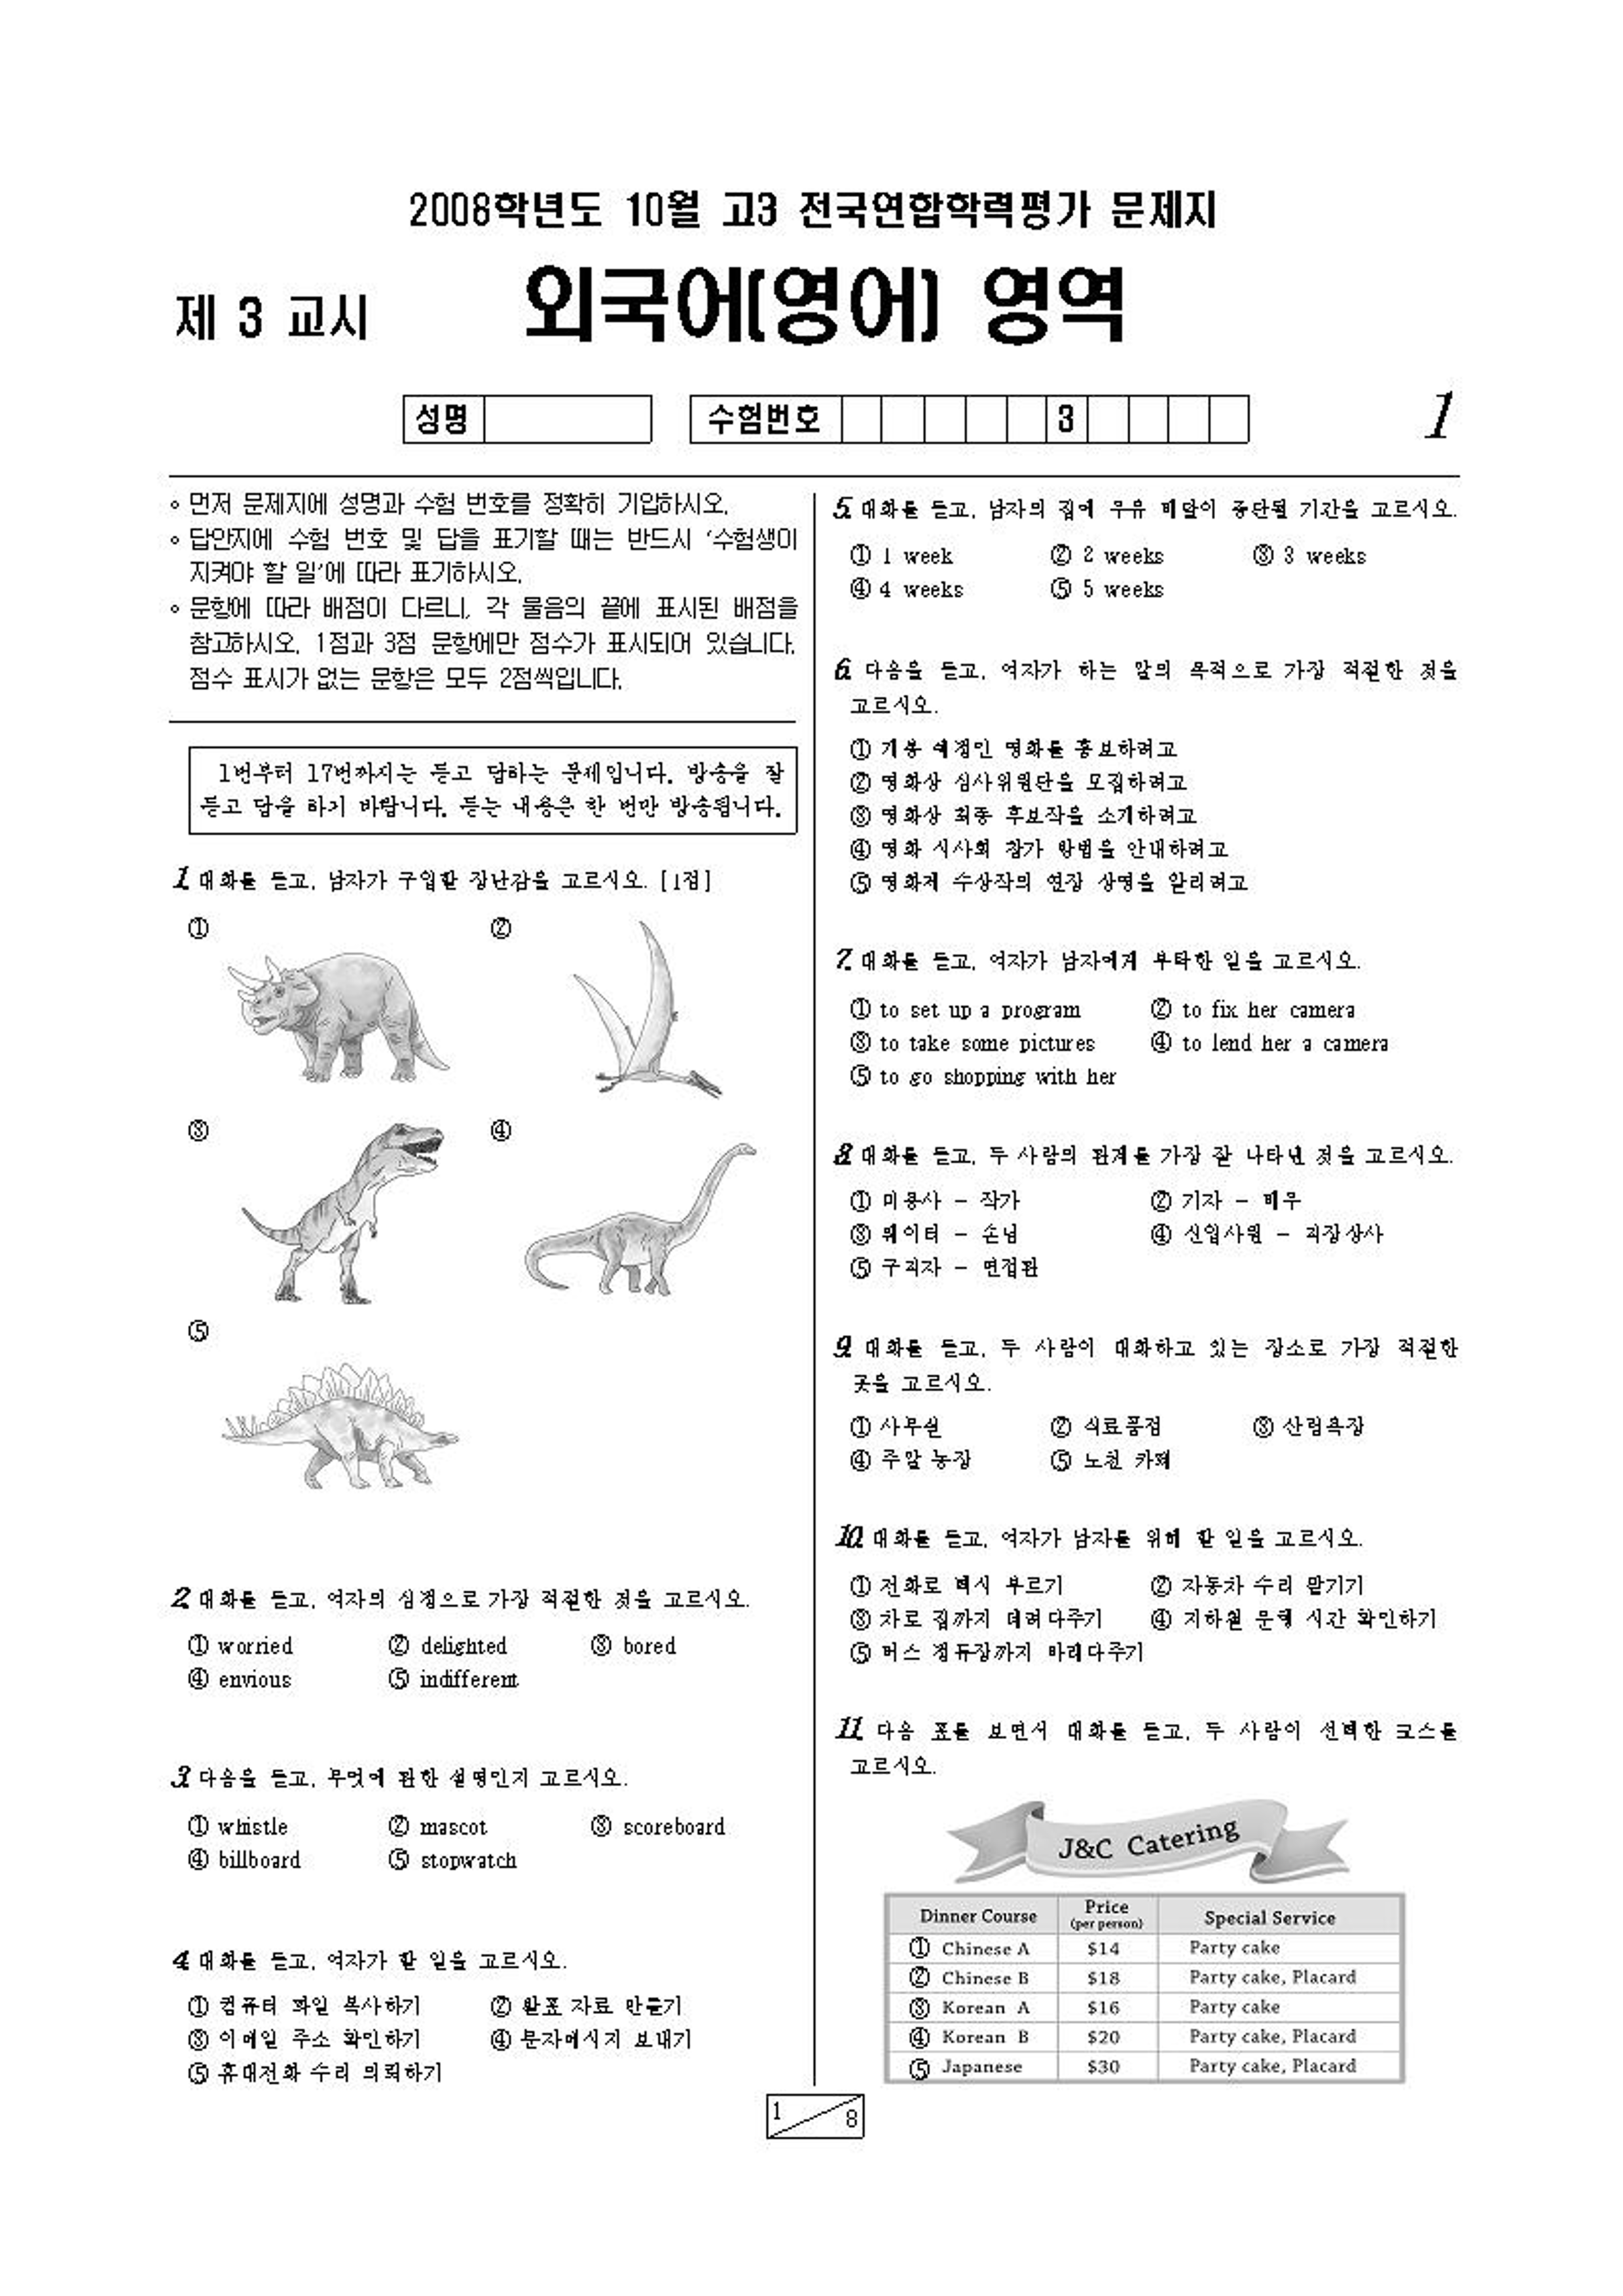 2008학년도 10월 고3 전국연합학력평가 문제지
제 3 교시
외국어(영어) 영역
성명
수험번호
3
1
◦ 먼저 문제지에 성명과 수험 번호를 정확히 기입하시오.
◦ 답안지에 수험 번호 및 답을 표기할 때는 반드시 ‘수험생이
지켜야 할 일’에 따라 표기하시오.
◦ 문항에 따라 배점이 다르니, 각 물음의 끝에 표시된 배점을
참고하시오. 1점과 3점 문항에만 점수가 표시되어 있습니다.
점수 표시가 없는 문항은 모두 2점씩입니다.
1번부터 17번까지는 듣고 답하는 문제입니다. 방송을 잘
듣고 답을 하기 바랍니다. 듣는 내용은 한 번만 방송됩니다.
1. 대화를 듣고, 남자가 구입할 장난감을 고르시오. [1점]
①
②
③
④
⑤
2. 대화를 듣고, 여자의 심정으로 가장 적절한 것을 고르시오.
① worried ② delighted ③ bored
④ envious ⑤ indifferent
3. 다음을 듣고, 무엇에 관한 설명인지 고르시오.
① whistle ② mascot ③ scoreboard
④ billboard ⑤ stopwatch
4. 대화를 듣고, 여자가 할 일을 고르시오.
① 컴퓨터 파일 복사하기 ② 발표 자료 만들기
③ 이메일 주소 확인하기 ④ 문자메시지 보내기
⑤ 휴대전화 수리 의뢰하기
5. 대화를 듣고, 남자의 집에 우유 배달이 중단될 기간을 고르시오.
① 1 week ② 2 weeks ③ 3 weeks
④ 4 weeks ⑤ 5 weeks
6. 다음을 듣고, 여자가 하는 말의 목적으로 가장 적절한 것을
고르시오.
① 개봉 예정인 영화를 홍보하려고
② 영화상 심사위원단을 모집하려고
③ 영화상 최종 후보작을 소개하려고
④ 영화 시사회 참가 방법을 안내하려고
⑤ 영화제 수상작의 연장 상영을 알리려고
7. 대화를 듣고, 여자가 남자에게 부탁한 일을 고르시오.
① to set up a program ② to fix her camera
③ to take some pictures ④ to lend her a camera
⑤ to go shopping with her
8. 대화를 듣고, 두 사람의 관계를 가장 잘 나타낸 것을 고르시오.
① 미용사 - 작가 ② 기자 - 배우
③ 웨이터 - 손님 ④ 신입사원 - 직장상사
⑤ 구직자 - 면접관
9. 대화를 듣고, 두 사람이 대화하고 있는 장소로 가장 적절한
곳을 고르시오.
① 사무실 ② 식료품점 ③ 산림욕장
④ 주말 농장 ⑤ 노천 카페
10. 대화를 듣고, 여자가 남자를 위해 할 일을 고르시오.
① 전화로 택시 부르기 ② 자동차 수리 맡기기
③ 차로 집까지 데려다주기 ④ 지하철 운행 시간 확인하기
⑤ 버스 정류장까지 바래다주기
11. 다음 표를 보면서 대화를 듣고, 두 사람이 선택한 코스를
고르시오.
J&C Catering
Dinner Course Price (per person) Special Service
① Chinese A $14 Party cake
② Chinese B $18 Party cake, Placard
③ Korean A $16 Party cake
④ Korean B $20 Party cake, Placard
⑤ Japanese $30 Party cake, Placard
1 8